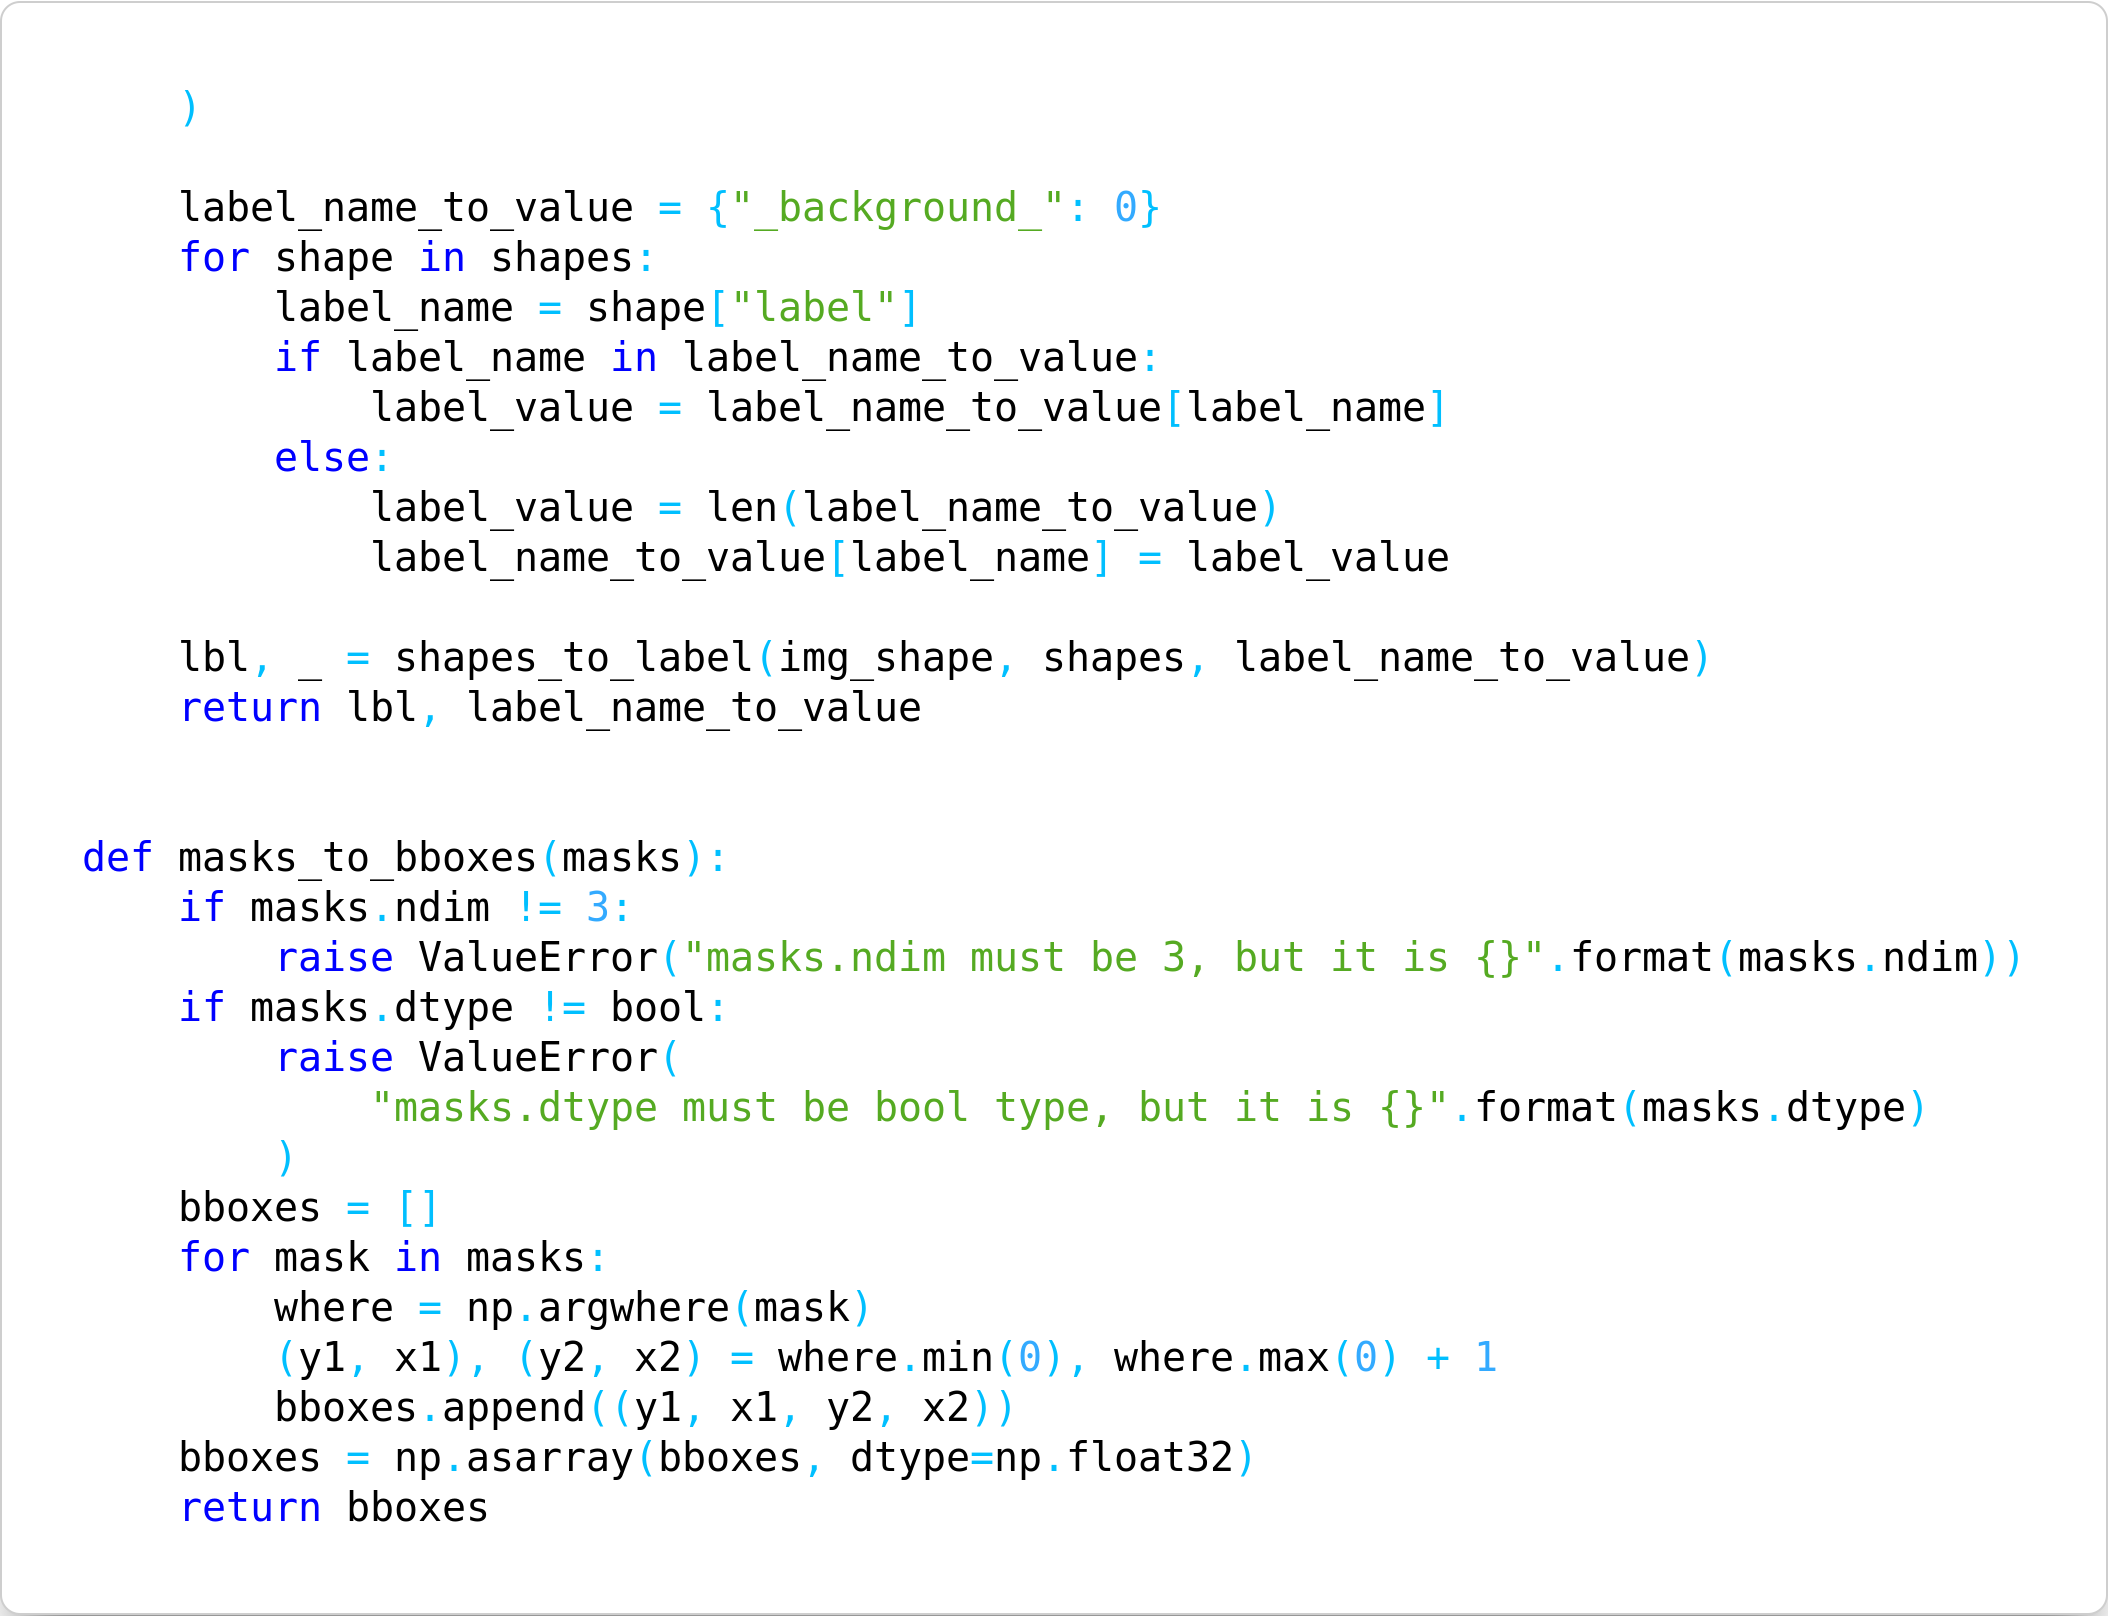 )

    label_name_to_value = {"_background_": 0}
    for shape in shapes:
        label_name = shape["label"]
        if label_name in label_name_to_value:
            label_value = label_name_to_value[label_name]
        else:
            label_value = len(label_name_to_value)
            label_name_to_value[label_name] = label_value

    lbl, _ = shapes_to_label(img_shape, shapes, label_name_to_value)
    return lbl, label_name_to_value


def masks_to_bboxes(masks):
    if masks.ndim != 3:
        raise ValueError("masks.ndim must be 3, but it is {}".format(masks.ndim))
    if masks.dtype != bool:
        raise ValueError(
            "masks.dtype must be bool type, but it is {}".format(masks.dtype)
        )
    bboxes = []
    for mask in masks:
        where = np.argwhere(mask)
        (y1, x1), (y2, x2) = where.min(0), where.max(0) + 1
        bboxes.append((y1, x1, y2, x2))
    bboxes = np.asarray(bboxes, dtype=np.float32)
    return bboxes